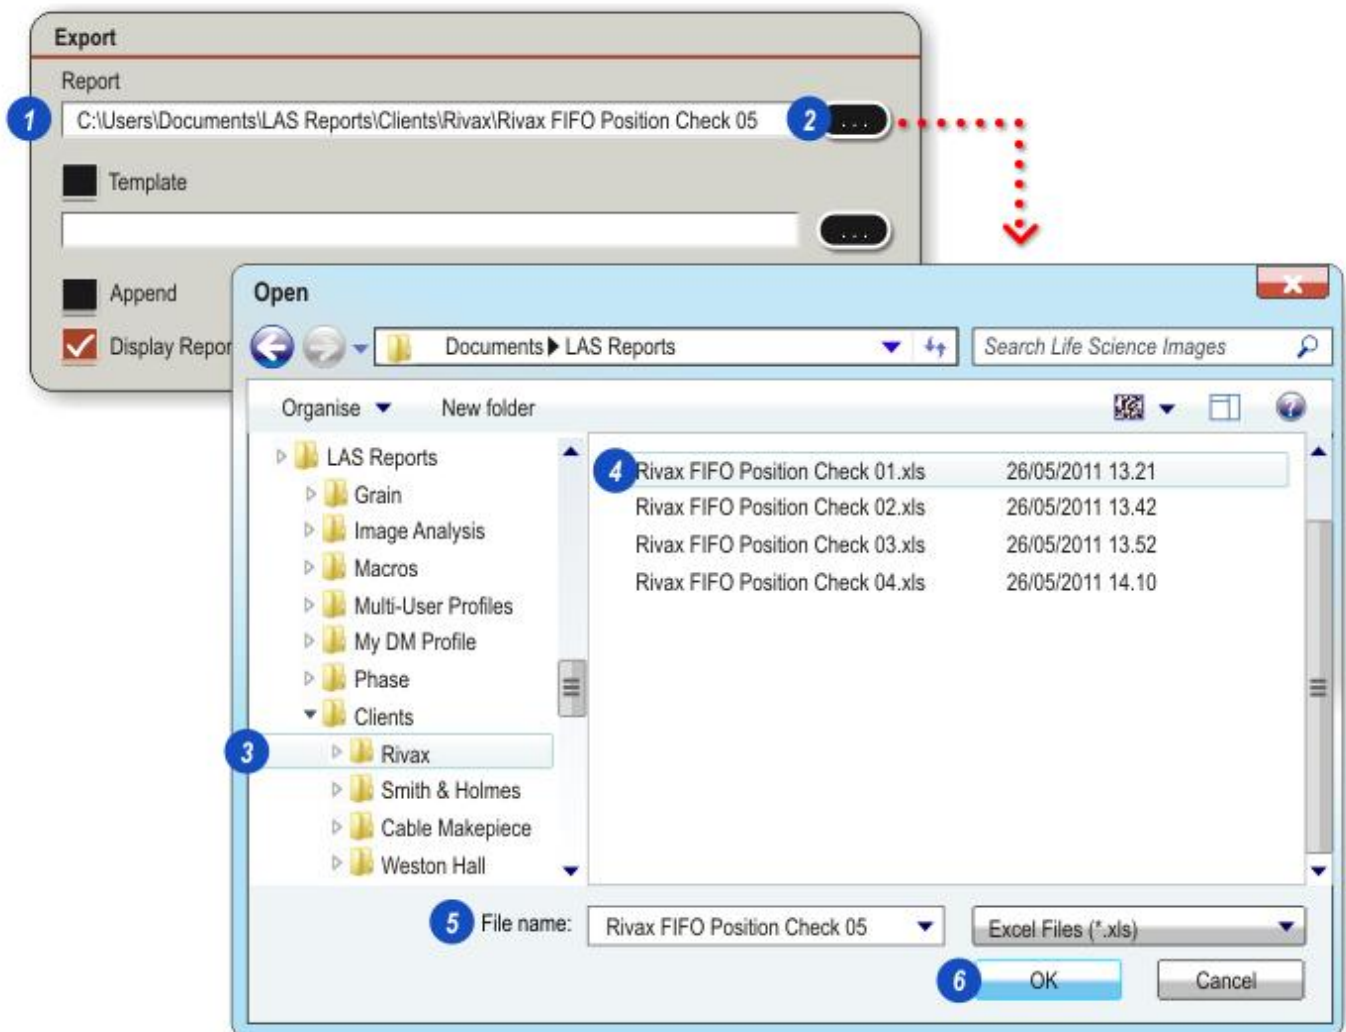 Export
Report
1 C:\Users\Documents\LAS Reports\Clients\Rivax\Rivax FIFO Position Check 05 2 ...
Template
...
Append
Display Repor
Open
Documents LAS Reports
Search Life Science Images
Organise New folder
?
LAS Reports
Grain
Image Analysis
Macros
Multi-User Profiles
My DM Profile
Phase
Clients
3 Rivax
Smith & Holmes
Cable Makepiece
Weston Hall
4 Rivax FIFO Position Check 01.xls 26/05/2011 13.21
Rivax FIFO Position Check 02.xls 26/05/2011 13.42
Rivax FIFO Position Check 03.xls 26/05/2011 13.52
Rivax FIFO Position Check 04.xls 26/05/2011 14.10
5 File name: Rivax FIFO Position Check 05 Excel Files (*.xls)
6 OK Cancel